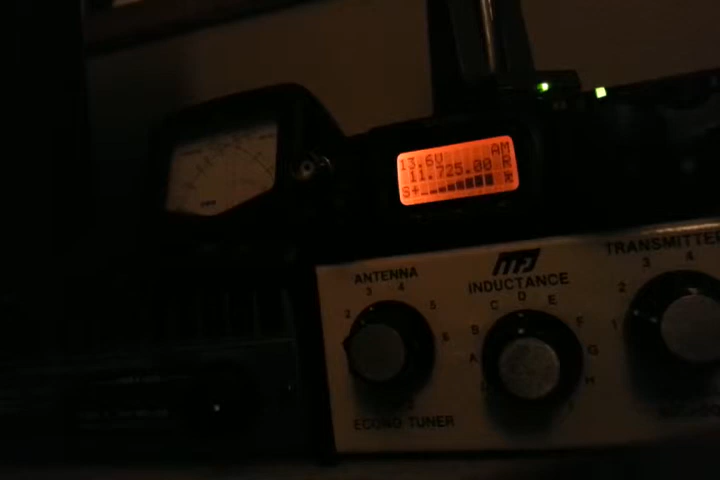 13.6V AM
11.725.00 R
S+
MFJ
ANTENNA
2 3 4 5 6
INDUCTANCE
A B C D E F G H I
TRANSMITTER
1 2 3 4
ECONO TUNER